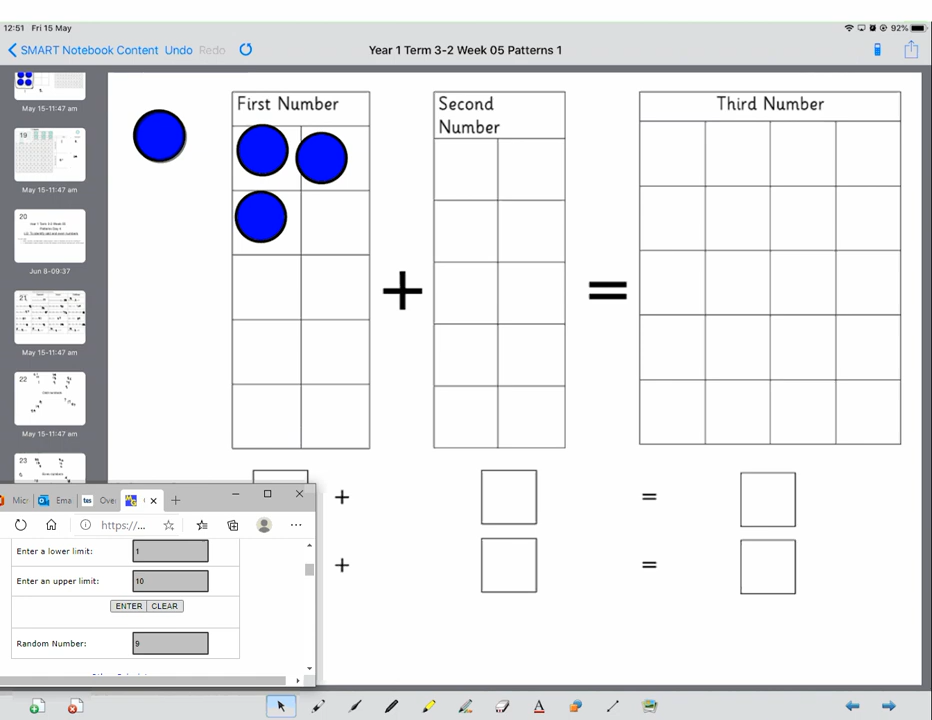 12:51 Fri 15 May
92%
SMART Notebook Content Undo Redo
Year 1 Term 3-2 Week 05 Patterns 1
May 15-11:47 am
19
May 15-11:47 am
20
Jun 8-09:37
21
May 15-11:47 am
22
May 15-11:47 am
23
First Number
Second
Number
Third Number
+
=
+ =
+ =
Ema
tes Ove
https://...
Enter a lower limit: 1
Enter an upper limit: 10
ENTER CLEAR
Random Number: 9